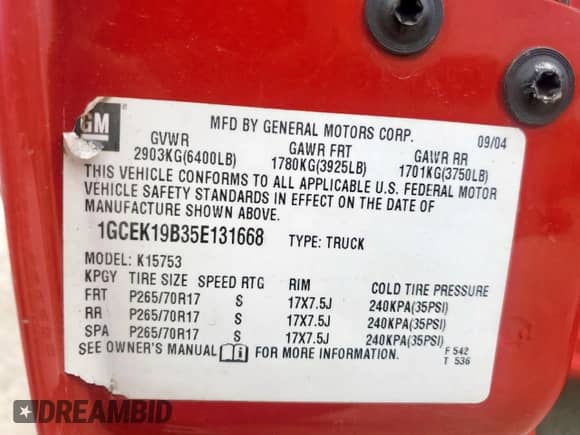 GM
MFD BY GENERAL MOTORS CORP. 09/04
GVWR GAWR FRT GAWR RR
2903KG(6400LB) 1780KG(3925LB) 1701KG(3750LB)
THIS VEHICLE CONFORMS TO ALL APPLICABLE U.S. FEDERAL MOTOR
VEHICLE SAFETY STANDARDS IN EFFECT ON THE DATE OF
MANUFACTURE SHOWN ABOVE.
1GCEK19B35E131668 TYPE: TRUCK
MODEL: K15753
KPGY TIRE SIZE SPEED RTG RIM COLD TIRE PRESSURE
FRT P265/70R17 S 17X7.5J 240KPA(35PSI)
RR P265/70R17 S 17X7.5J 240KPA(35PSI)
SPA P265/70R17 S 17X7.5J 240KPA(35PSI)
SEE OWNER'S MANUAL FOR MORE INFORMATION.
F 542
T 536
DREAMBID